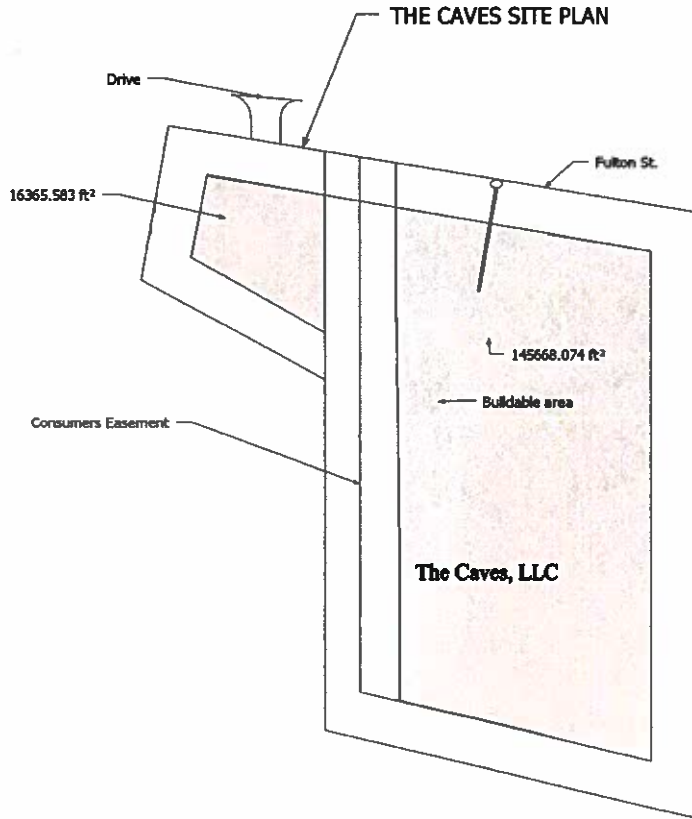 THE CAVES SITE PLAN
Drive
Fulton St.
16365.583 ft²
145668.074 ft²
Buildable area
Consumers Easement
The Caves, LLC